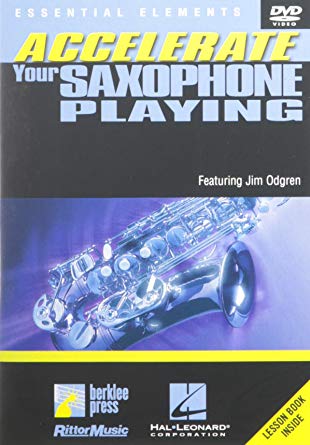 ESSENTIAL ELEMENTS
DVD
VIDEO
ACCELERATE
Your SAXOPHONE
PLAYING
Featuring Jim Odgren
berklee
press
RittorMusic
HAL•LEONARD®
CORPORATION
LESSON BOOK
INSIDE